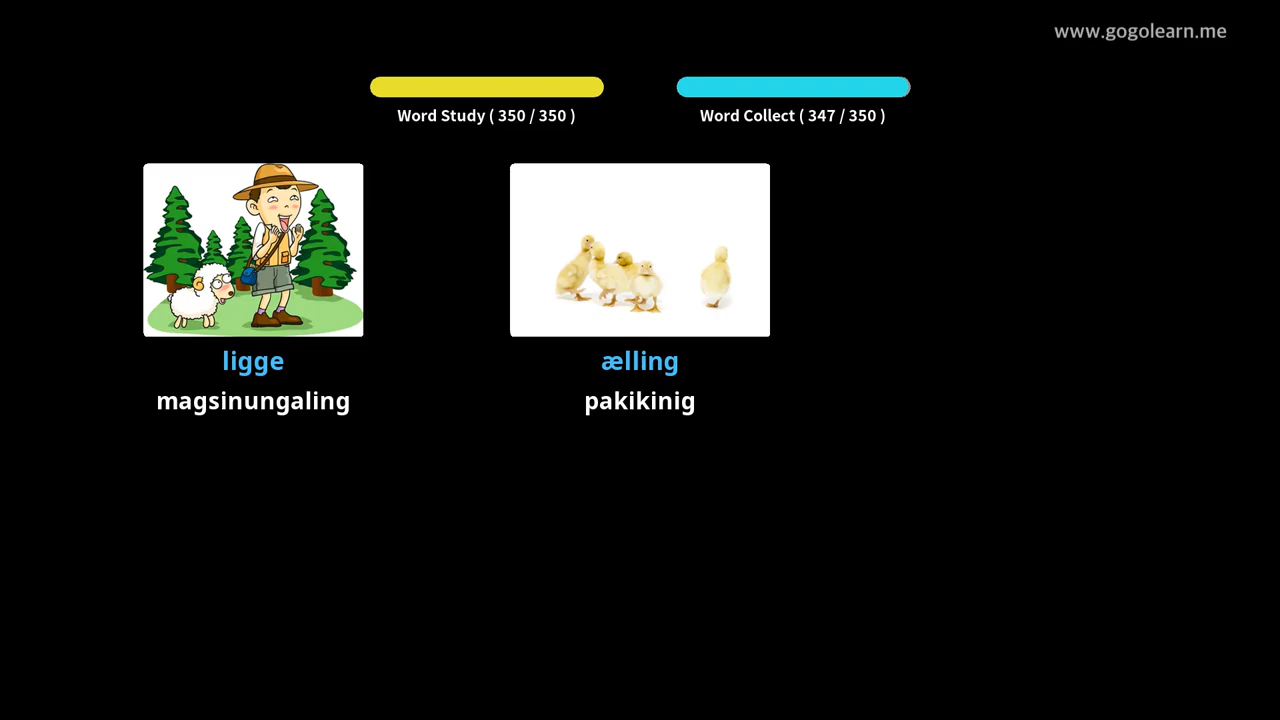 www.gogolearn.me
Word Study ( 350 / 350 )
Word Collect ( 347 / 350 )
ligge
ælling
magsinungaling
pakikinig